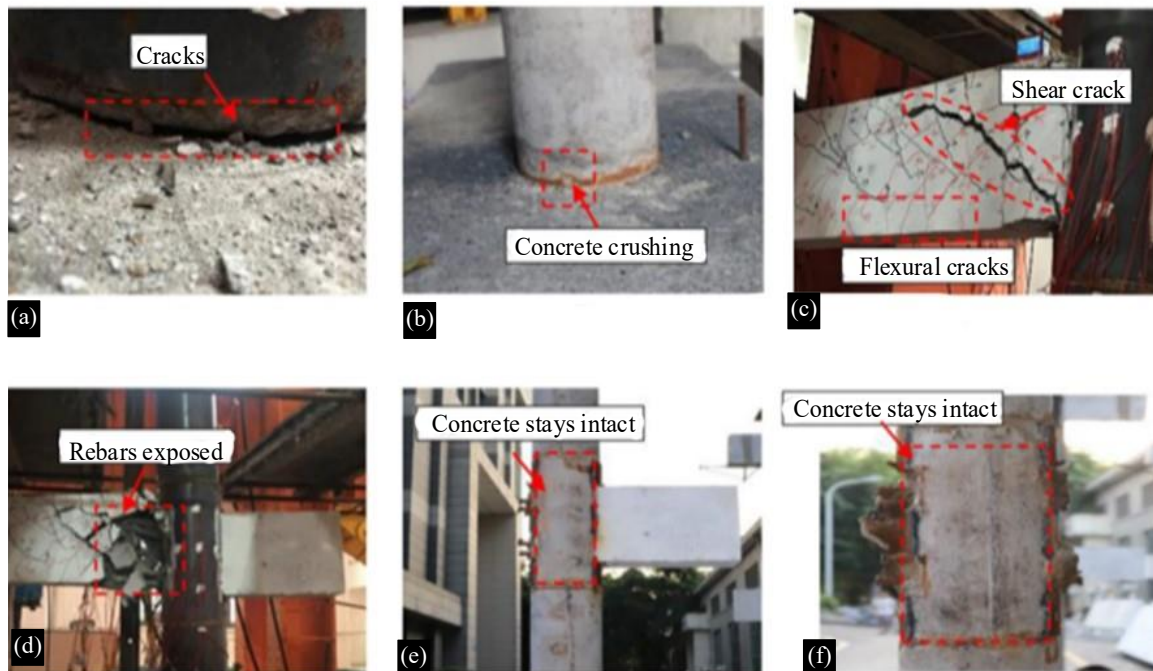 Cracks
(a)
Concrete crushing
(b)
Shear crack
Flexural cracks
(c)
Rebars exposed
(d)
Concrete stays intact
(e)
Concrete stays intact
(f)